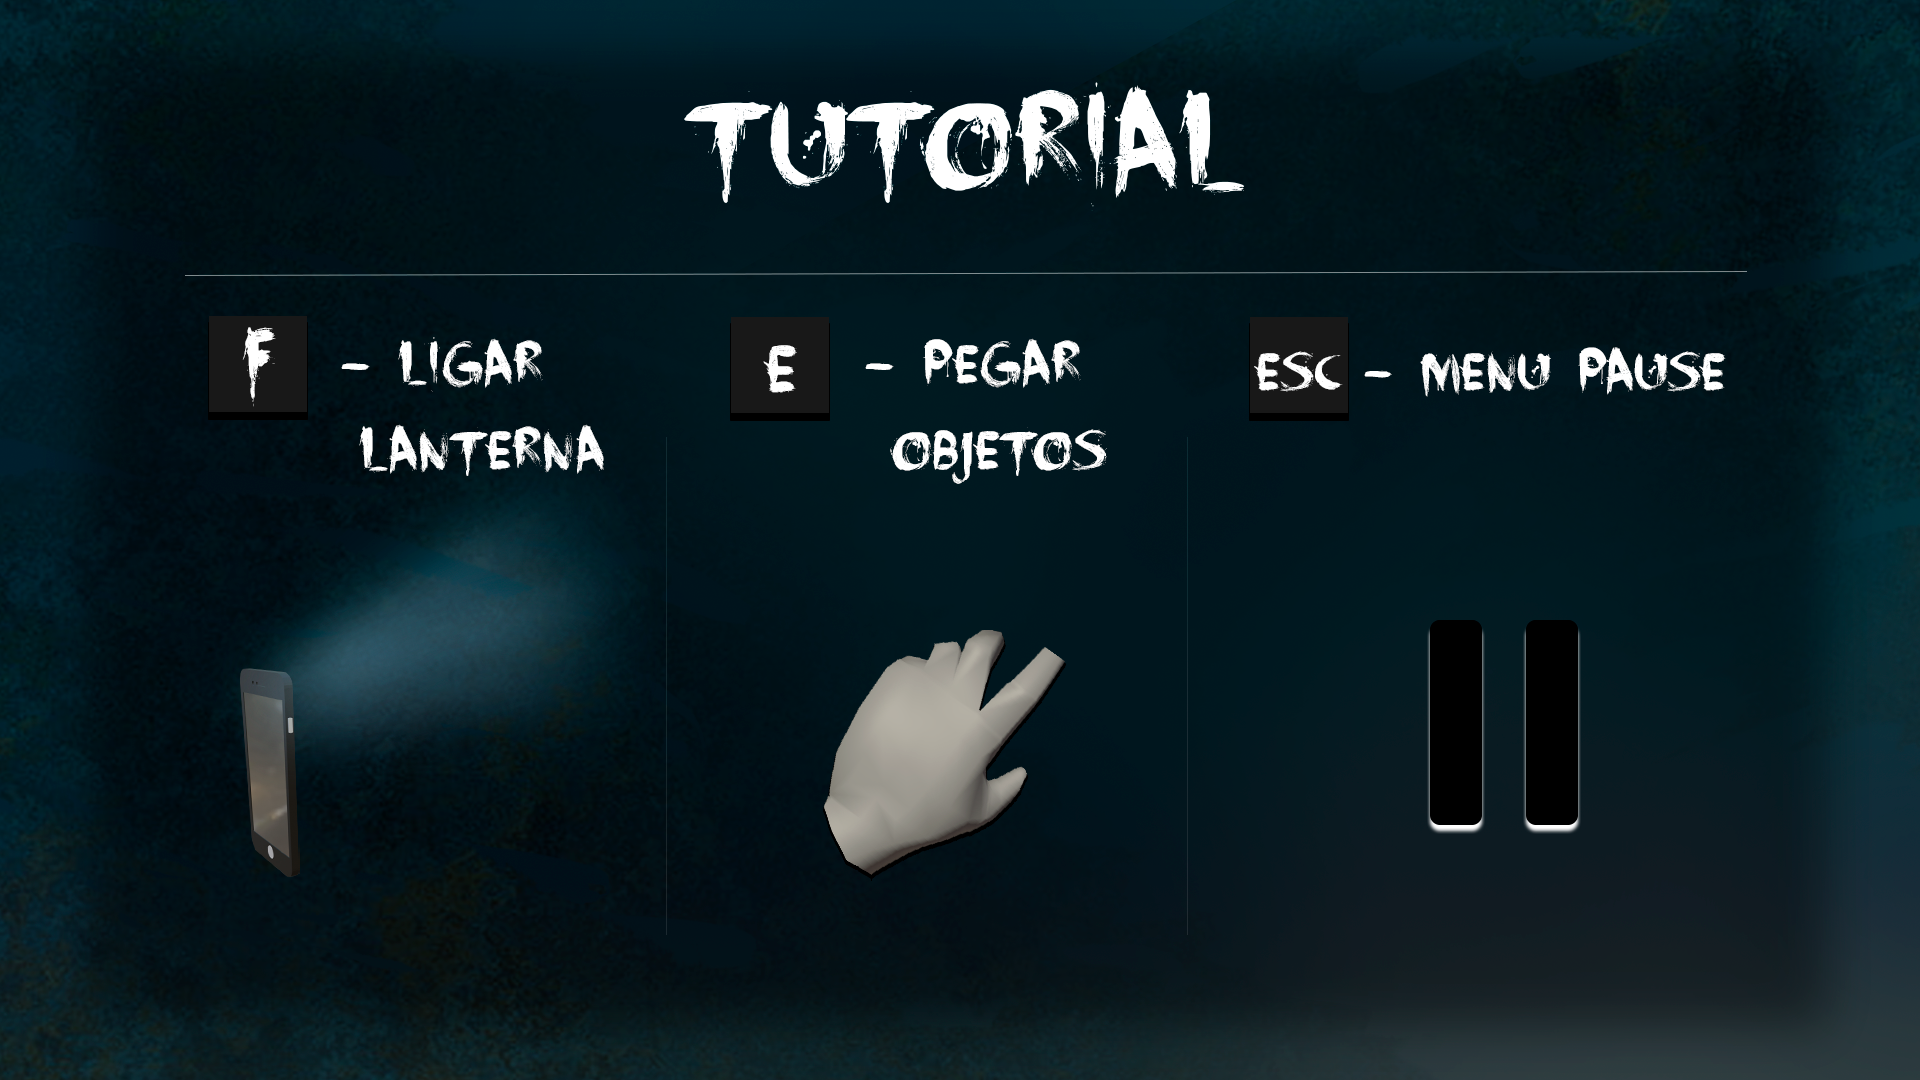 TUTORIAL
F - LIGAR
LANTERNA
E - PEGAR
OBJETOS
ESC - MENU PAUSE